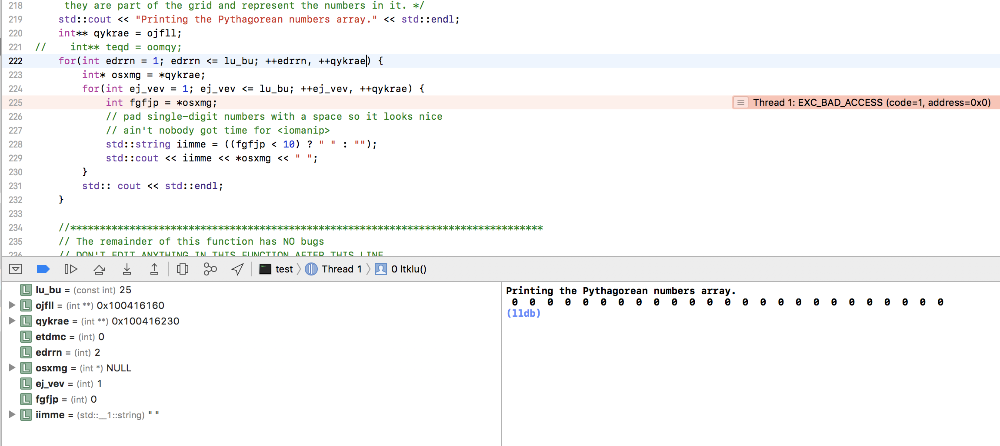 218 they are part of the grid and represent the numbers in it. */
219 std::cout << "Printing the Pythagorean numbers array." << std::endl;
220 int** qykrae = ojfll;
221 // int** teqd = oomqy;
222 for(int edrrn = 1; edrrn <= lu_bu; ++edrrn, ++qykrae) {
223 int* osxmg = *qykrae;
224 for(int ej_vev = 1; ej_vev <= lu_bu; ++ej_vev, ++qykrae) {
225 int fgfjp = *osxmg; Thread 1: EXC_BAD_ACCESS (code=1, address=0x0)
226 // pad single-digit numbers with a space so it looks nice
227 // ain't nobody got time for <iomanip>
228 std::string iimme = ((fgfjp < 10) ? " " : "");
229 std::cout << iimme << *osxmg << " ";
230 }
231 std:: cout << std::endl;
232 }
233
234 //********************************************************************************
235 // The remainder of this function has NO bugs
236 // DON'T EDIT ANYTHING IN THIS FUNCTION AFTER THIS LINE
test Thread 1 0 ltklu()
L lu_bu = (const int) 25
L ojfll = (int **) 0x100416160
L qykrae = (int **) 0x100416230
L etdmc = (int) 0
L edrrn = (int) 2
L osxmg = (int *) NULL
L ej_vev = (int) 1
L fgfjp = (int) 0
L iimme = (std::__1::string) " "
Printing the Pythagorean numbers array.
0 0 0 0 0 0 0 0 0 0 0 0 0 0 0 0 0 0 0 0 0 0 0 0 0
(lldb)